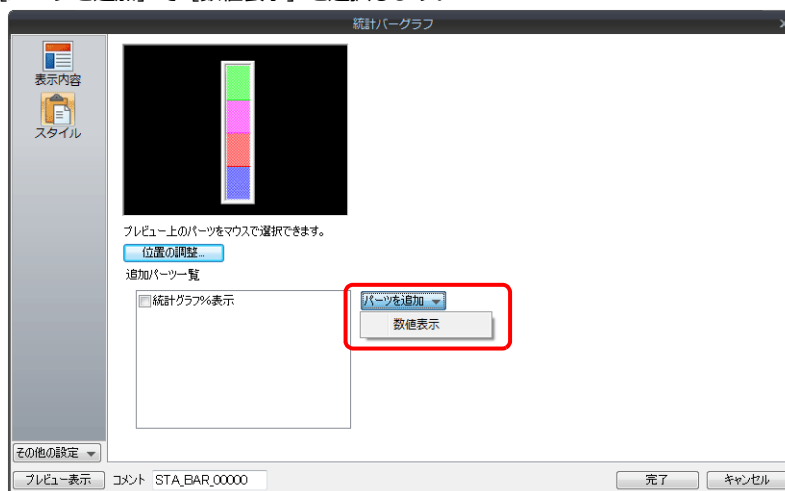 統計バーグラフ
表示内容
スタイル
プレビュー上のパーツをマウスで選択できます。
位置の調整...
追加パーツ一覧
統計グラフ%表示
パーツを追加
数値表示
その他の設定
プレビュー表示
コメント STA_BAR_00000
完了
キャンセル